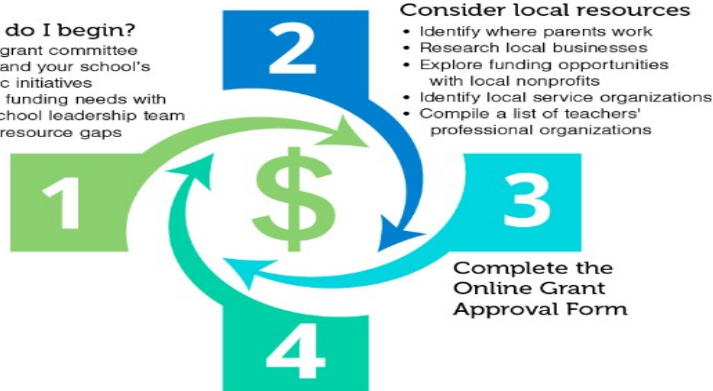 do I begin?
grant committee
and your school's
c initiatives
funding needs with
chool leadership team
resource gaps
1
2
Consider local resources
• Identify where parents work
• Research local businesses
• Explore funding opportunities
with local nonprofits
• Identify local service organizations
• Compile a list of teachers'
professional organizations
$
3
Complete the
Online Grant
Approval Form
4